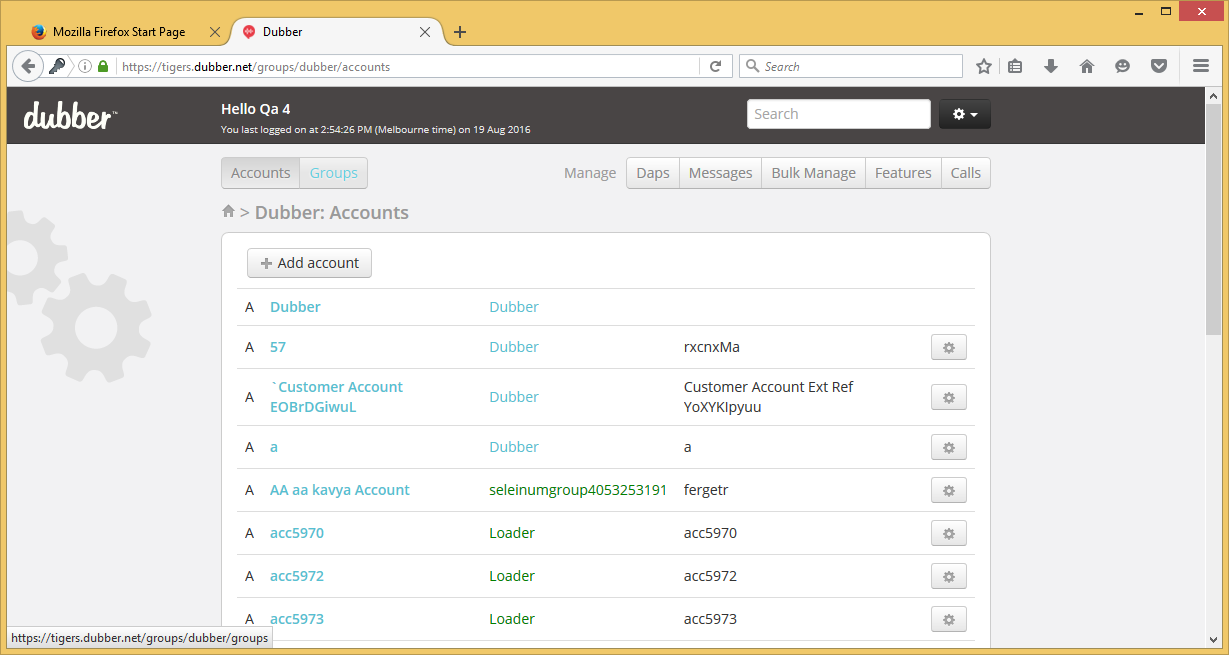 Mozilla Firefox Start Page
Dubber
https://tigers.dubber.net/groups/dubber/accounts
Search
dubber™
Hello Qa 4
You last logged on at 2:54:26 PM (Melbourne time) on 19 Aug 2016
Search
Accounts Groups
Manage Daps Messages Bulk Manage Features Calls
> Dubber: Accounts
Add account
A Dubber Dubber
A 57 Dubber rxcnxMa
A `Customer Account EOBrDGiwuL Dubber Customer Account Ext Ref YoXYKIpyuu
A a Dubber a
A AA aa kavya Account seleinumgroup4053253191 fergetr
A acc5970 Loader acc5970
A acc5972 Loader acc5972
A acc5973 Loader acc5973
https://tigers.dubber.net/groups/dubber/groups